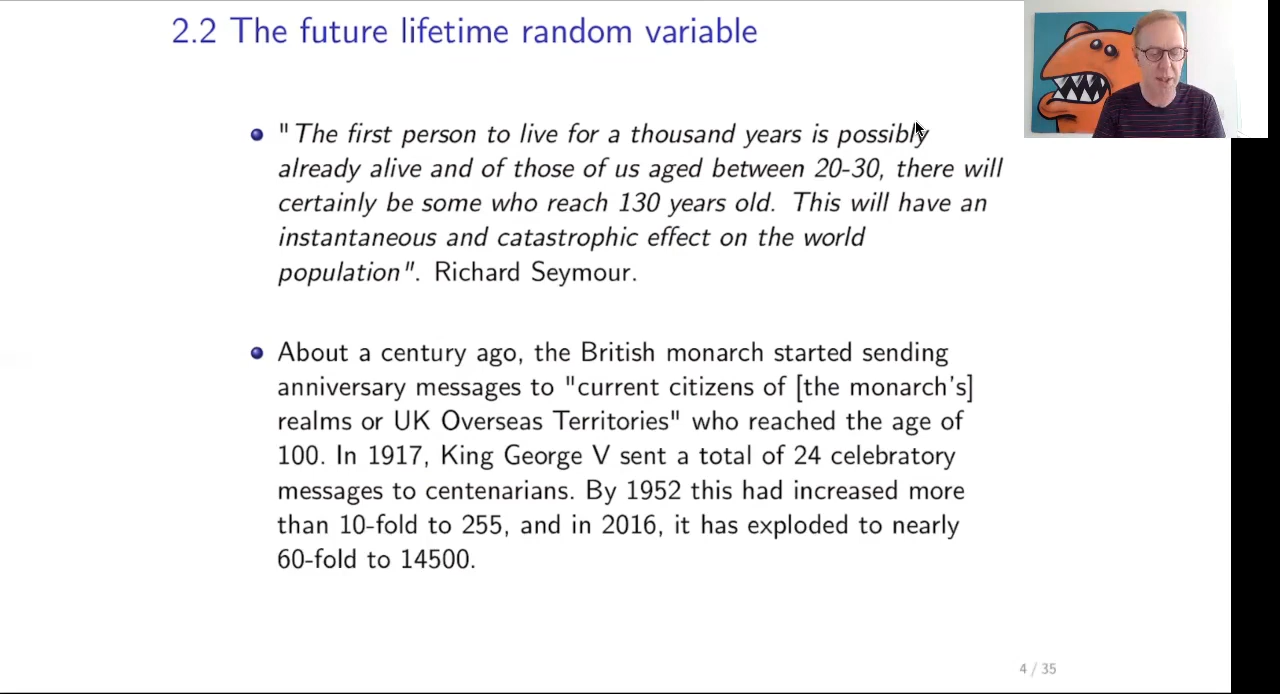 2.2 The future lifetime random variable
"The first person to live for a thousand years is possibly
already alive and of those of us aged between 20-30, there will
certainly be some who reach 130 years old. This will have an
instantaneous and catastrophic effect on the world
population". Richard Seymour.
About a century ago, the British monarch started sending
anniversary messages to "current citizens of [the monarch's]
realms or UK Overseas Territories" who reached the age of
100. In 1917, King George V sent a total of 24 celebratory
messages to centenarians. By 1952 this had increased more
than 10-fold to 255, and in 2016, it has exploded to nearly
60-fold to 14500.
4 / 35